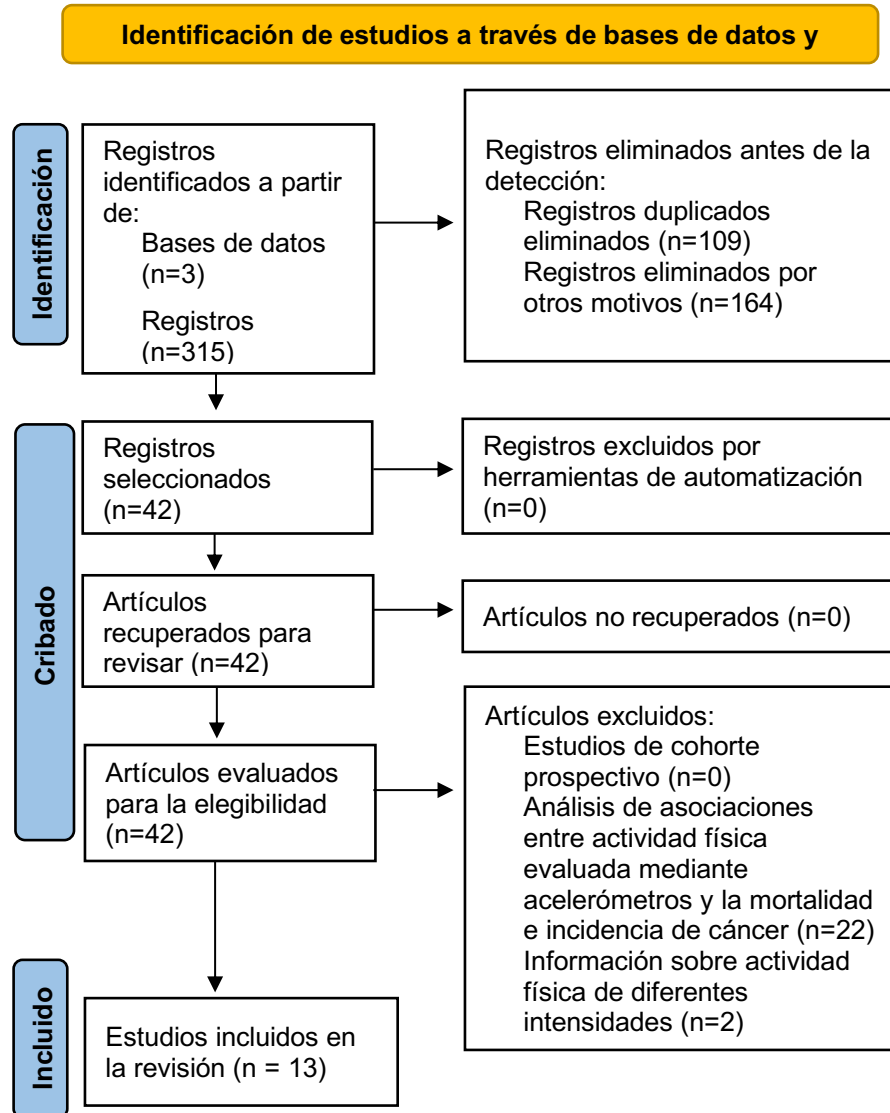 Identificación de estudios a través de bases de datos y
Identificación
Registros
identificados a partir
de:
Bases de datos
(n=3)
Registros
(n=315)
Registros eliminados antes de la
detección:
Registros duplicados
eliminados (n=109)
Registros eliminados por
otros motivos (n=164)
Cribado
Registros
seleccionados
(n=42)
Registros excluidos por
herramientas de automatización
(n=0)
Artículos
recuperados para
revisar (n=42)
Artículos no recuperados (n=0)
Artículos evaluados
para la elegibilidad
(n=42)
Artículos excluidos:
Estudios de cohorte
prospectivo (n=0)
Análisis de asociaciones
entre actividad física
evaluada mediante
acelerómetros y la mortalidad
e incidencia de cáncer (n=22)
Información sobre actividad
física de diferentes
intensidades (n=2)
Incluido
Estudios incluidos en
la revisión (n = 13)